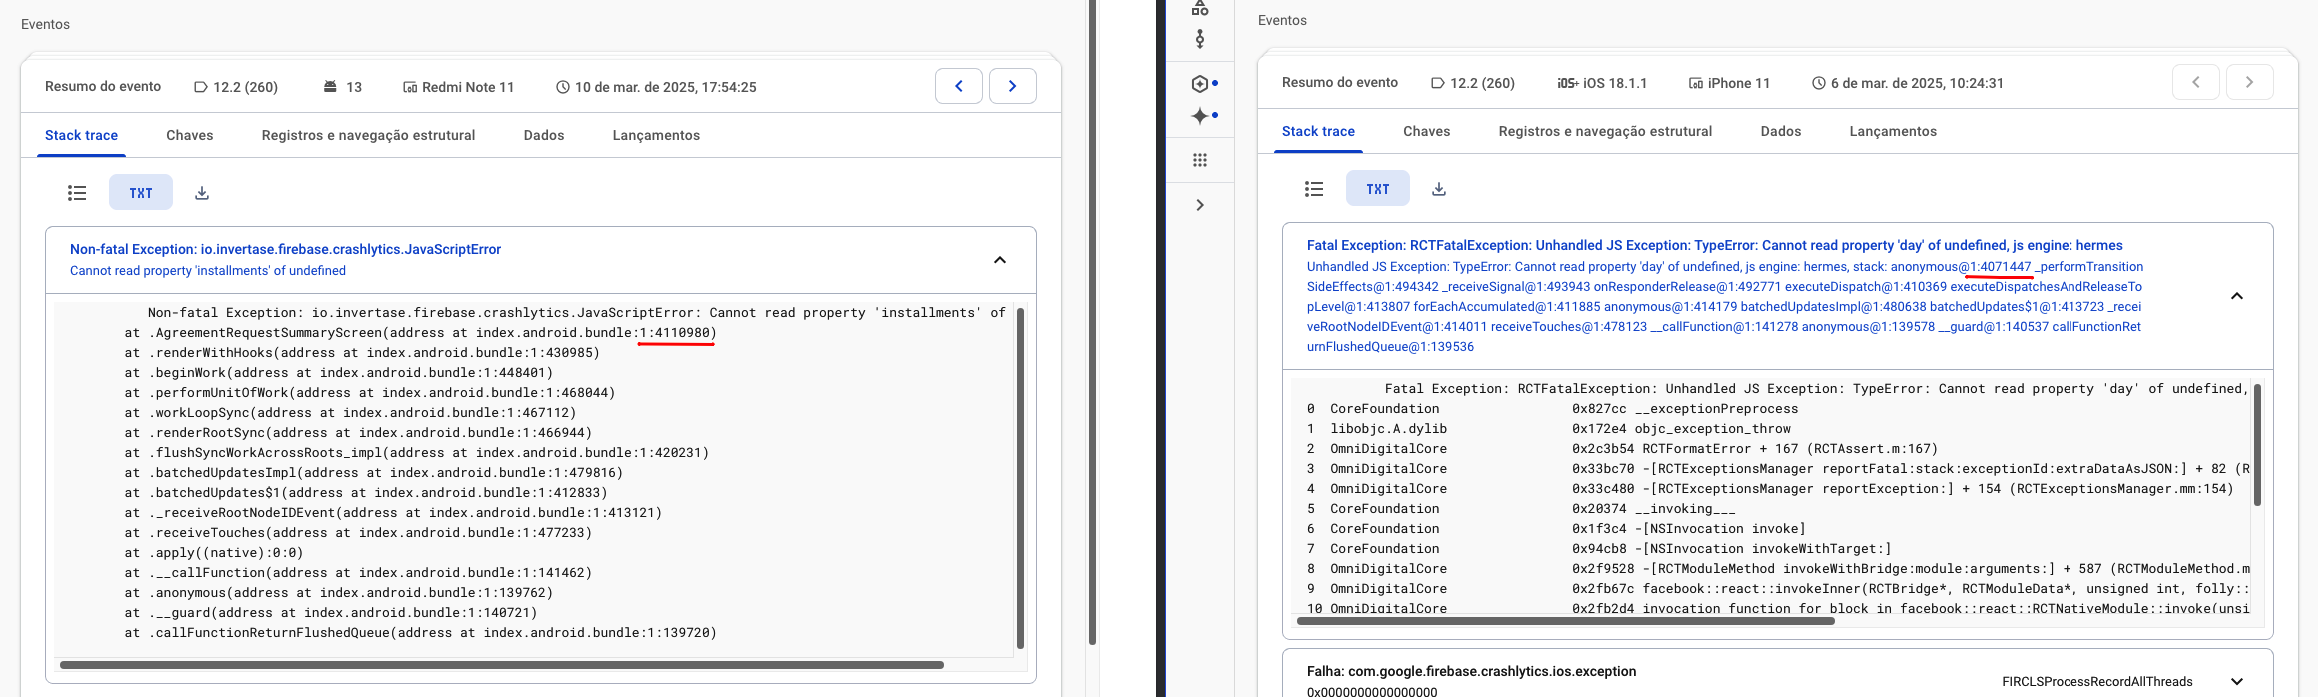 Eventos
Resumo do evento 12.2 (260) 13 Redmi Note 11 10 de mar. de 2025, 17:54:25
Stack trace Chaves Registros e navegação estrutural Dados Lançamentos
TXT
Non-fatal Exception: io.invertase.firebase.crashlytics.JavaScriptError
Cannot read property 'installments' of undefined
Non-fatal Exception: io.invertase.firebase.crashlytics.JavaScriptError: Cannot read property 'installments' of
at .AgreementRequestSummaryScreen(address at index.android.bundle:1:4110980)
at .renderWithHooks(address at index.android.bundle:1:430985)
at .beginWork(address at index.android.bundle:1:448401)
at .performUnitOfWork(address at index.android.bundle:1:468044)
at .workLoopSync(address at index.android.bundle:1:467112)
at .renderRootSync(address at index.android.bundle:1:466944)
at .flushSyncWorkAcrossRoots_impl(address at index.android.bundle:1:420231)
at .batchedUpdatesImpl(address at index.android.bundle:1:479816)
at .batchedUpdates$1(address at index.android.bundle:1:412833)
at ._receiveRootNodeIDEvent(address at index.android.bundle:1:413121)
at .receiveTouches(address at index.android.bundle:1:477233)
at .apply((native):0:0)
at .__callFunction(address at index.android.bundle:1:141462)
at .anonymous(address at index.android.bundle:1:139762)
at .__guard(address at index.android.bundle:1:140721)
at .callFunctionReturnFlushedQueue(address at index.android.bundle:1:139720)
Eventos
Resumo do evento 12.2 (260) iOS+ iOS 18.1.1 iPhone 11 6 de mar. de 2025, 10:24:31
Stack trace Chaves Registros e navegação estrutural Dados Lançamentos
TXT
Fatal Exception: RCTFatalException: Unhandled JS Exception: TypeError: Cannot read property 'day' of undefined, js engine: hermes
Unhandled JS Exception: TypeError: Cannot read property 'day' of undefined, js engine: hermes, stack: anonymous@1:4071447 _performTransition
SideEffects@1:494342 _receiveSignal@1:493943 onResponderRelease@1:492771 executeDispatch@1:410369 executeDispatchesAndReleaseTo
pLevel@1:413807 forEachAccumulated@1:411885 anonymous@1:414179 batchedUpdatesImpl@1:480638 batchedUpdates$1@1:413723 _recei
veRootNodeIDEvent@1:414011 receiveTouches@1:478123 __callFunction@1:141278 anonymous@1:139578 __guard@1:140537 callFunctionRet
urnFlushedQueue@1:139536
Fatal Exception: RCTFatalException: Unhandled JS Exception: TypeError: Cannot read property 'day' of undefined,
0 CoreFoundation 0x827cc __exceptionPreprocess
1 libobjc.A.dylib 0x172e4 objc_exception_throw
2 OmniDigitalCore 0x2c3b54 RCTFormatError + 167 (RCTAssert.m:167)
3 OmniDigitalCore 0x33bc70 -[RCTExceptionsManager reportFatal:stack:exceptionId:extraDataAsJSON:] + 82 (R
4 OmniDigitalCore 0x33c480 -[RCTExceptionsManager reportException:] + 154 (RCTExceptionsManager.mm:154)
5 CoreFoundation 0x20374 __invoking___
6 CoreFoundation 0x1f3c4 -[NSInvocation invoke]
7 CoreFoundation 0x94cb8 -[NSInvocation invokeWithTarget:]
8 OmniDigitalCore 0x2f9528 -[RCTModuleMethod invokeWithBridge:module:arguments:] + 587 (RCTModuleMethod.m
9 OmniDigitalCore 0x2fb67c facebook::react::invokeInner(RCTBridge*, RCTModuleData*, unsigned int, folly::
10 OmniDigitalCore 0x2fb2d4 invocation function for block in facebook::react::RCTNativeModule::invoke(unsi
Falha: com.google.firebase.crashlytics.ios.exception
0x0000000000000000 FIRCLSProcessRecordAllThreads